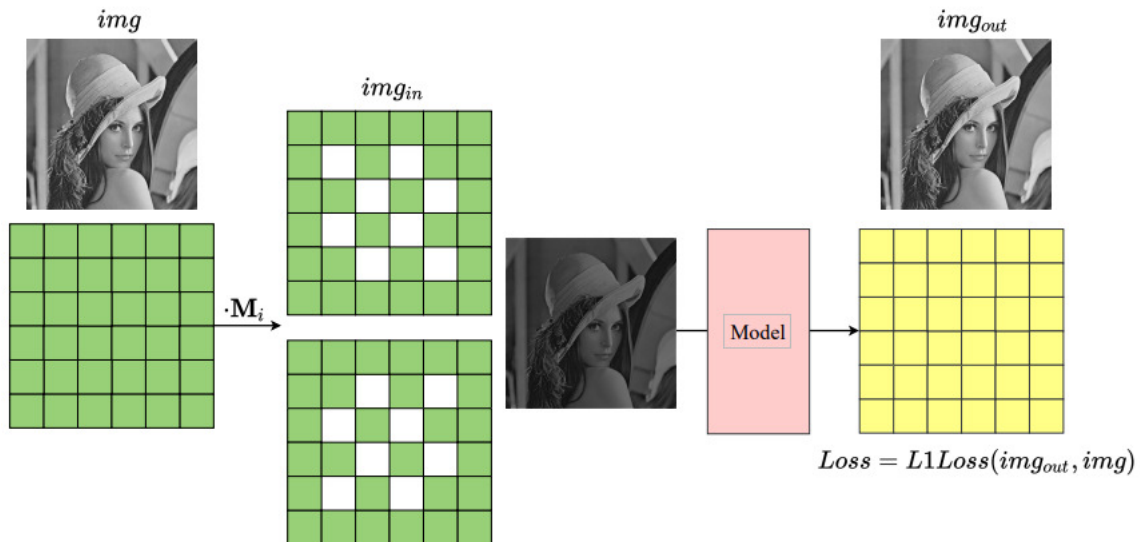 img
img_in
img_out
·M_i
Model
Loss = L1Loss(img_out, img)